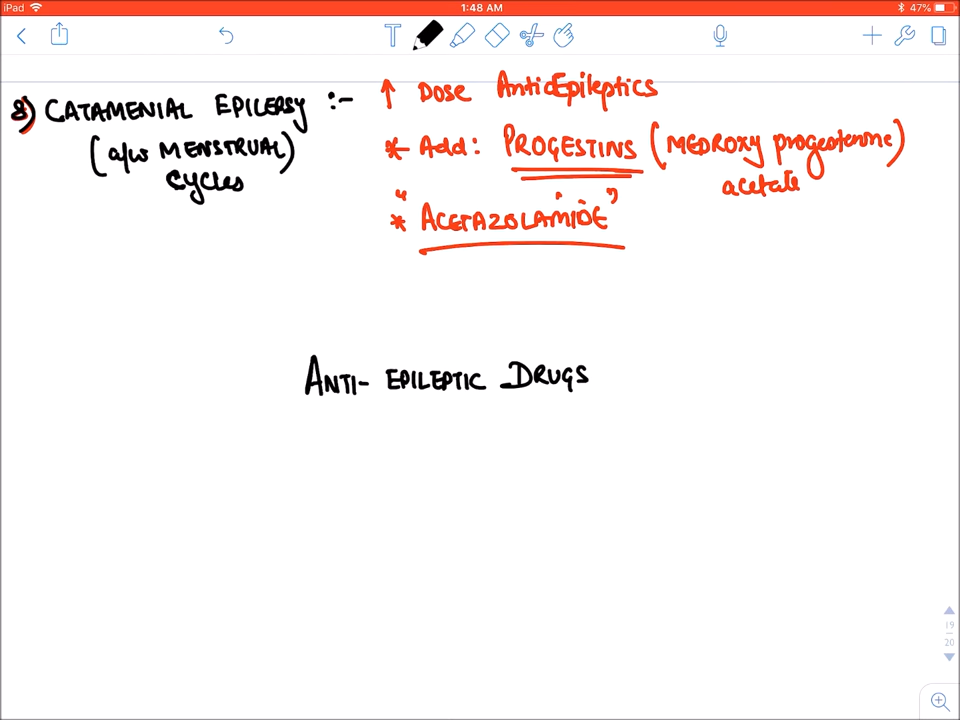 iPad
1:48 AM
47%
T
8) CATAMENIAL EPILEPSY :-
(a/w MENSTRUAL)
Cycles
↑ Dose AntiEpileptics
* Add: PROGESTINS (MEDROXY progesterone)
acetate
* "ACETAZOLAMIDE"
ANTI- EPILEPTIC DRUGS
19
20